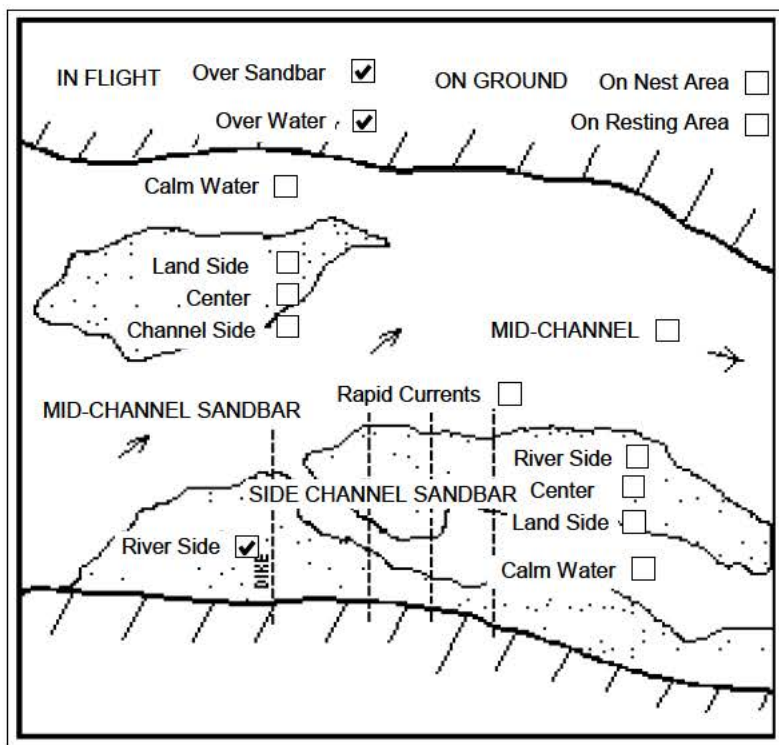 IN FLIGHT Over Sandbar ON GROUND On Nest Area
Over Water On Resting Area
Calm Water
Land Side
Center
Channel Side
MID-CHANNEL
Rapid Currents
MID-CHANNEL SANDBAR
River Side
SIDE CHANNEL SANDBAR Center
Land Side
River Side
DIKE
Calm Water